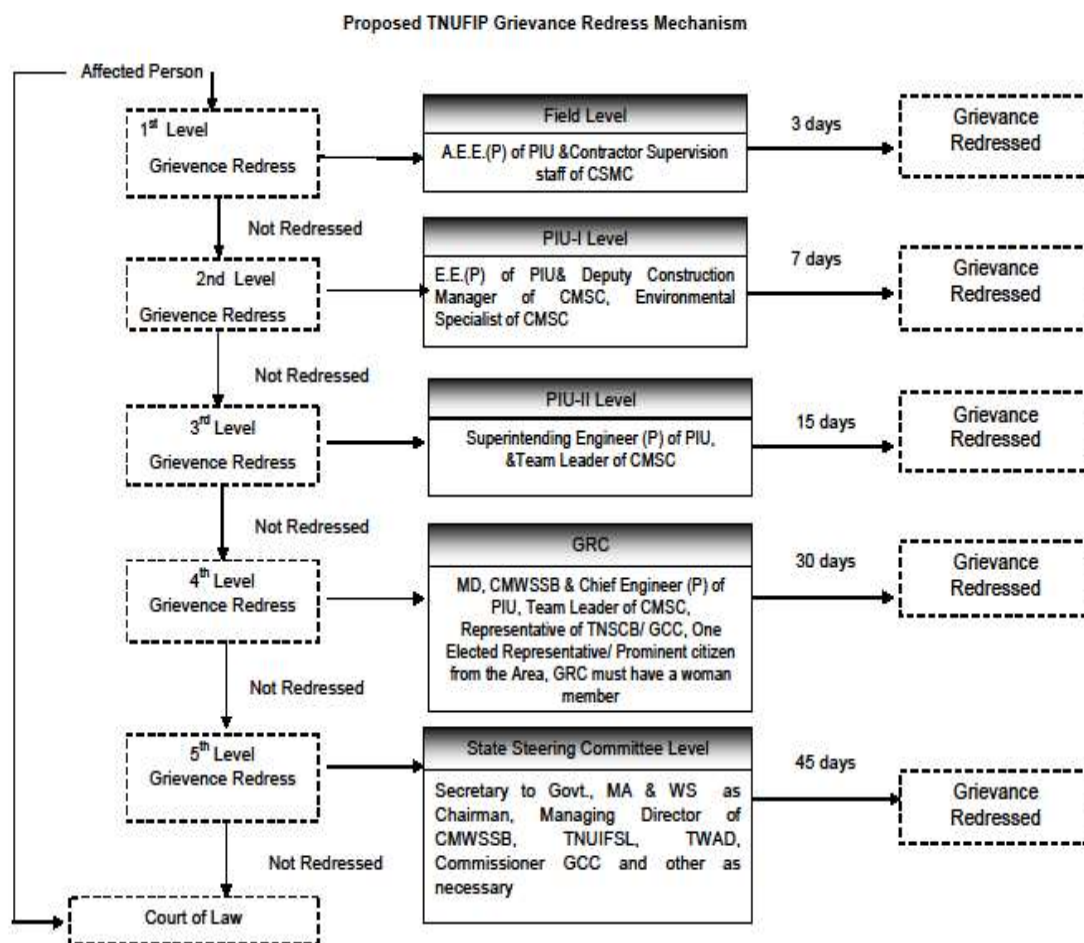 Proposed TNUFIP Grievance Redress Mechanism
Affected Person
1st Level
Grievence Redress
Field Level
A.E.E.(P) of PIU &Contractor Supervision
staff of CSMC
3 days
Grievance
Redressed
Not Redressed
2nd Level
Grievence Redress
PIU-I Level
E.E.(P) of PIU& Deputy Construction
Manager of CMSC, Environmental
Specialist of CMSC
7 days
Grievance
Redressed
Not Redressed
3rd Level
Grievence Redress
PIU-II Level
Superintending Engineer (P) of PIU,
&Team Leader of CMSC
15 days
Grievance
Redressed
Not Redressed
4th Level
Grievence Redress
GRC
MD, CMWSSB & Chief Engineer (P) of
PIU, Team Leader of CMSC,
Representative of TNSCB/ GCC, One
Elected Representative/ Prominent citizen
from the Area, GRC must have a woman
member
30 days
Grievance
Redressed
Not Redressed
5th Level
Grievence Redress
State Steering Committee Level
Secretary to Govt., MA & WS as
Chairman, Managing Director of
CMWSSB, TNUIFSL, TWAD,
Commissioner GCC and other as
necessary
45 days
Grievance
Redressed
Not Redressed
Court of Law